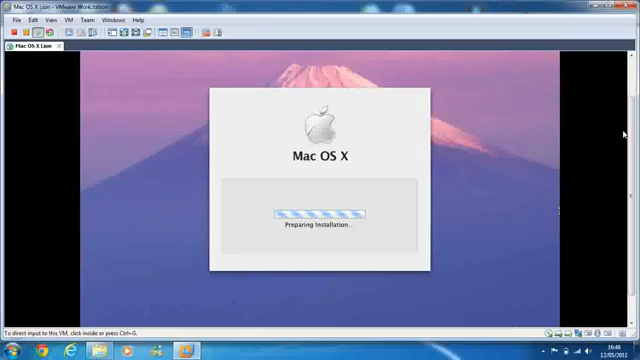 Mac OS X Lion - VMware Workstation
File Edit View VM Team Windows Help
Mac OS X Lion
Mac OS X
Preparing Installation...
To direct input to this VM, click inside or press Ctrl+G.
16:48
12/05/2011